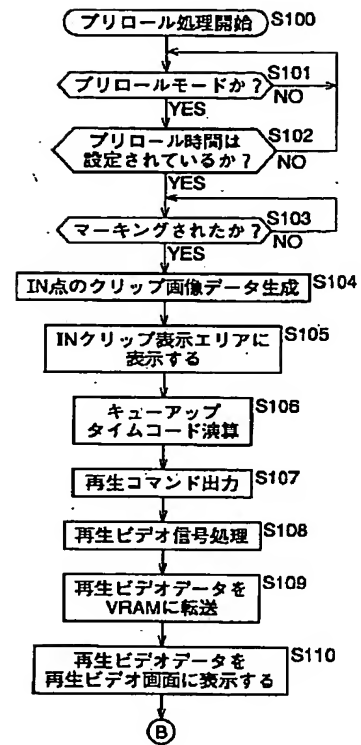 プリロール処理開始 S100
プリロールモードか? S101
NO
YES
プリロール時間は S102
設定されているか? NO
YES
マーキングされたか? S103
NO
YES
IN点のクリップ画像データ生成 S104
INクリップ表示エリアに S105
表示する
キューアップ S106
タイムコード演算
再生コマンド出力 S107
再生ビデオ信号処理 S108
再生ビデオデータを S109
VRAMに転送
再生ビデオデータを S110
再生ビデオ画面に表示する
B